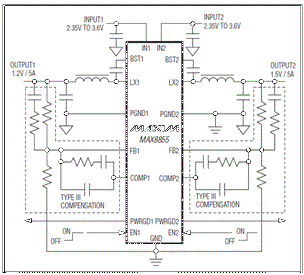 INPUT1
2.35V TO 3.6V
INPUT2
2.35V TO 3.6V
IN1 IN2
BST1 BST2
OUTPUT1
1.2V / 5A
LX1 LX2
OUTPUT2
1.5V / 5A
PGND1 PGND2
MAXIM
MAX8855
FB1 FB2
COMP1 COMP2
TYPE III
COMPENSATION
TYPE III
COMPENSATION
PWRGD1 PWRGD2
ON
OFF
EN1 EN2
ON
OFF
GND